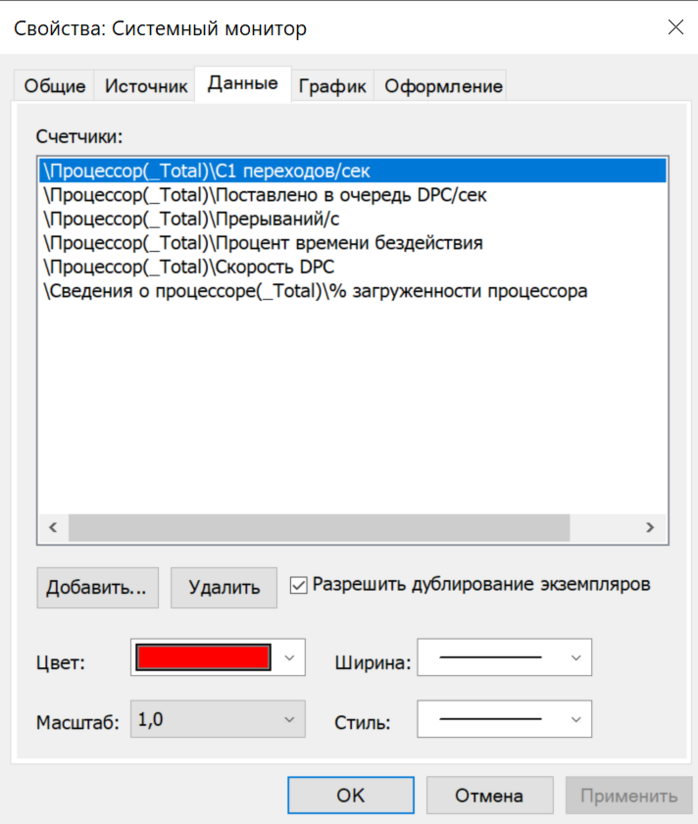 Свойства: Системный монитор
Общие Источник Данные График Оформление
Счетчики:
\Процессор(_Total)\C1 переходов/сек
\Процессор(_Total)\Поставлено в очередь DPC/сек
\Процессор(_Total)\Прерываний/с
\Процессор(_Total)\Процент времени бездействия
\Процессор(_Total)\Скорость DPC
\Сведения о процессоре(_Total)\% загруженности процессора
Добавить... Удалить Разрешить дублирование экземпляров
Цвет: Ширина:
Масштаб: 1,0 Стиль:
OK Отмена Применить